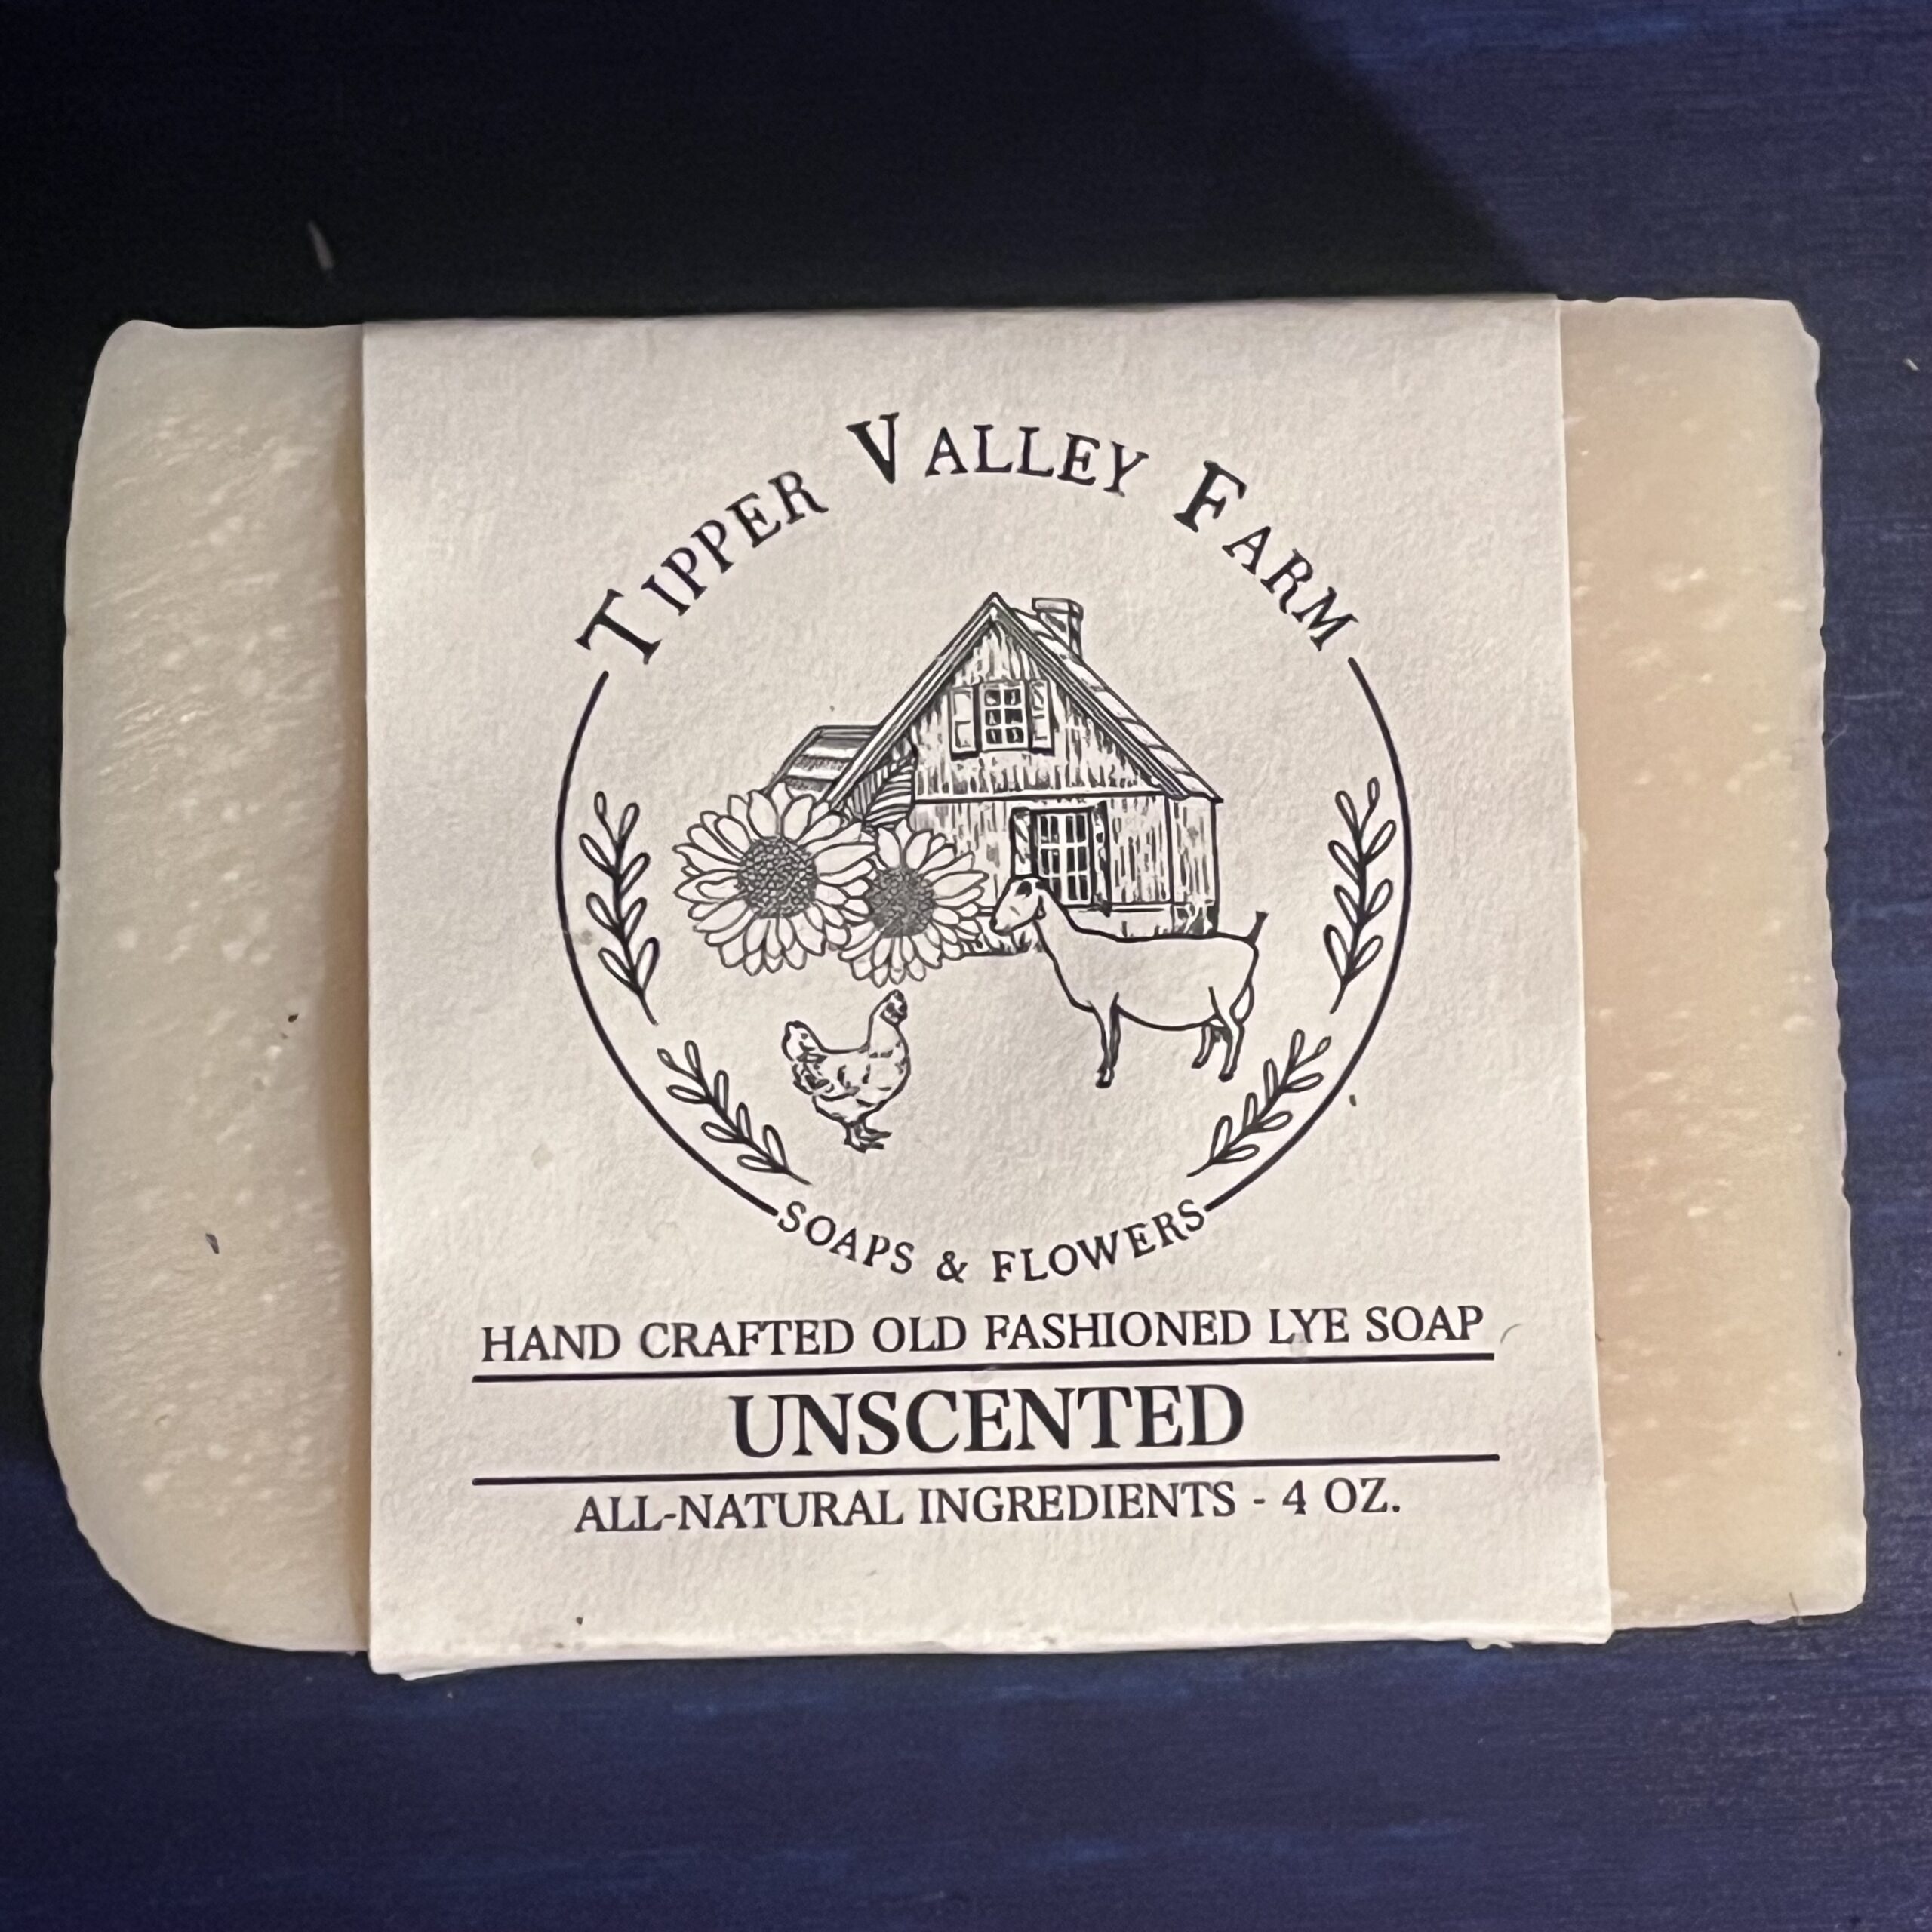 TIPPER VALLEY FARM
SOAPS & FLOWERS
HAND CRAFTED OLD FASHIONED LYE SOAP
UNSCENTED
ALL-NATURAL INGREDIENTS - 4 OZ.